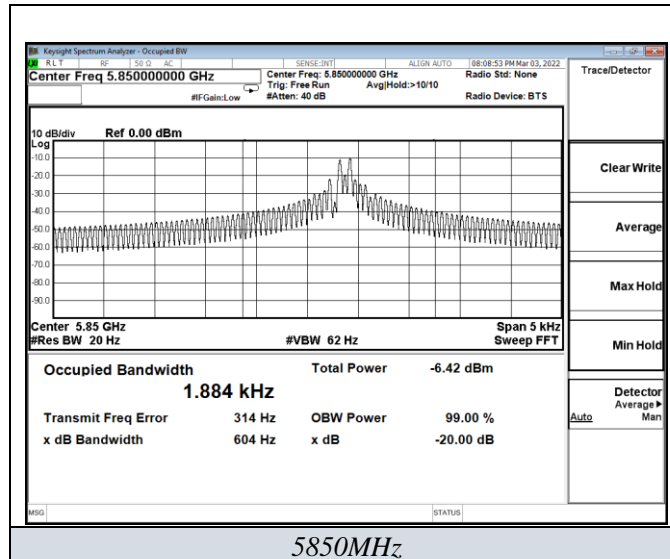 Keysight Spectrum Analyzer - Occupied BW
LXI RLT RF 50 Ω AC SENSE:INT ALIGN AUTO 08:08:53 PM Mar 03, 2022
Center Freq 5.850000000 GHz Center Freq: 5.850000000 GHz Radio Std: None Trace/Detector
Trig: Free Run Avg|Hold:>10/10
#IFGain:Low #Atten: 40 dB Radio Device: BTS
10 dB/div Ref 0.00 dBm
Log
-10.0
-20.0
-30.0
-40.0
-50.0
-60.0
-70.0
-80.0
-90.0
Clear Write
Average
Max Hold
Min Hold
Center 5.85 GHz Span 5 kHz
#Res BW 20 Hz #VBW 62 Hz Sweep FFT
Occupied Bandwidth Total Power -6.42 dBm
1.884 kHz
Transmit Freq Error 314 Hz OBW Power 99.00 %
x dB Bandwidth 604 Hz x dB -20.00 dB
Detector
Average▶
Auto Man
MSG STATUS
5850MHz